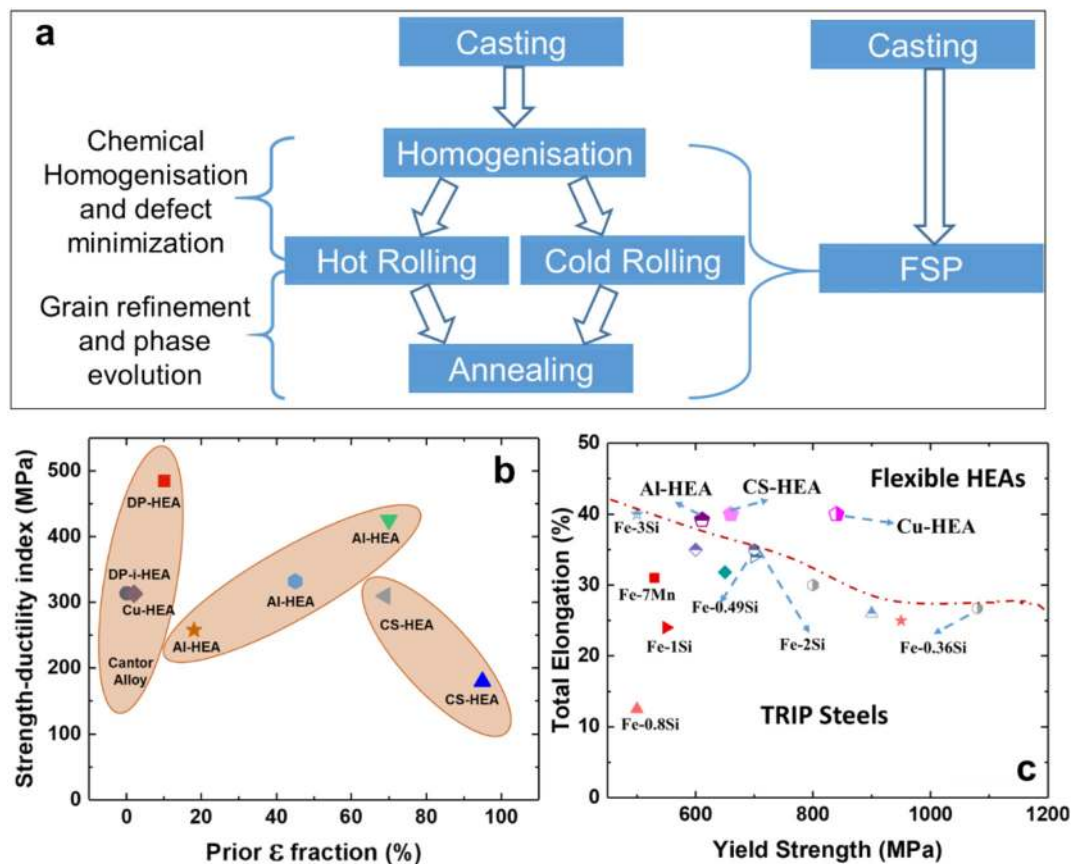 a
Casting
Casting
Homogenisation
Chemical
Homogenisation
and defect
minimization
Hot Rolling
Cold Rolling
FSP
Grain refinement
and phase
evolution
Annealing
b
Strength-ductility index (MPa)
500
400
300
200
100
0
DP-HEA
DP-i-HEA
Cu-HEA
Cantor
Alloy
Al-HEA
Al-HEA
Al-HEA
CS-HEA
CS-HEA
0 20 40 60 80 100
Prior ε fraction (%)
c
Total Elongation (%)
50
40
30
20
10
0
Flexible HEAs
Al-HEA
CS-HEA
Cu-HEA
Fe-3Si
Fe-7Mn
Fe-0.49Si
Fe-1Si
Fe-2Si
Fe-0.36Si
Fe-0.8Si
TRIP Steels
600 800 1000 1200
Yield Strength (MPa)